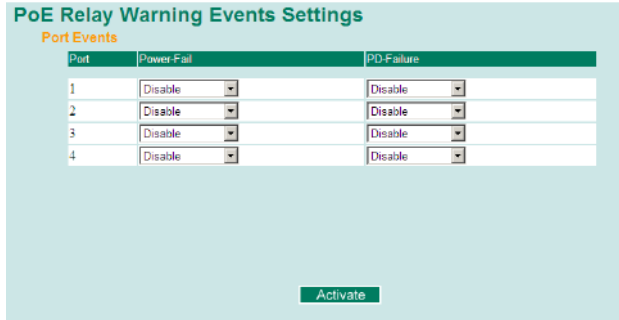 PoE Relay Warning Events Settings
Port Events
Port Power-Fail PD-Failure
1 Disable Disable
2 Disable Disable
3 Disable Disable
4 Disable Disable
Activate